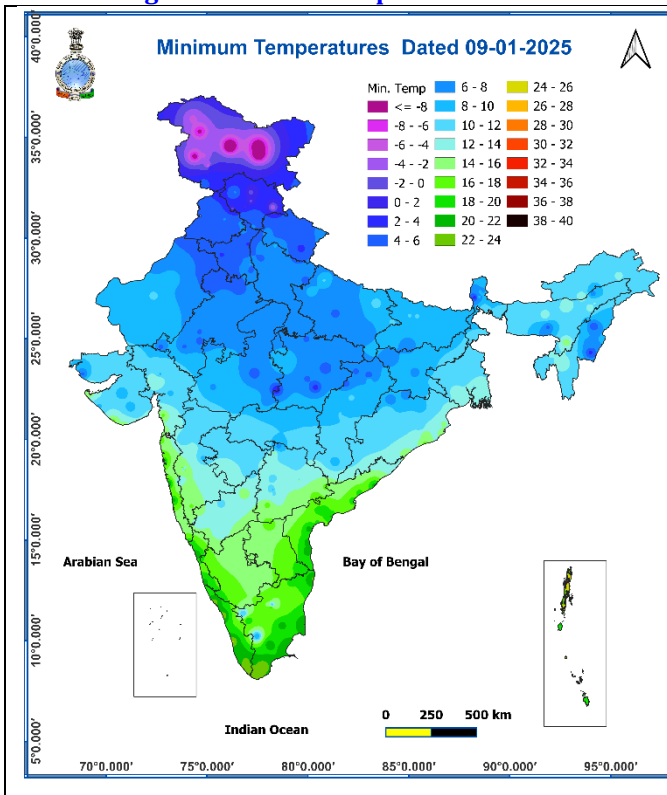 Minimum Temperatures Dated 09-01-2025
Min. Temp
<= -8
-8 - -6
-6 - -4
-4 - -2
-2 - 0
0 - 2
2 - 4
4 - 6
6 - 8
8 - 10
10 - 12
12 - 14
14 - 16
16 - 18
18 - 20
20 - 22
22 - 24
24 - 26
26 - 28
28 - 30
30 - 32
32 - 34
34 - 36
36 - 38
38 - 40
40°0.000'
35°0.000'
30°0.000'
25°0.000'
20°0.000'
15°0.000'
10°0.000'
5°0.000'
Arabian Sea
Bay of Bengal
Indian Ocean
0 250 500 km
70°0.000' 75°0.000' 80°0.000' 85°0.000' 90°0.000' 95°0.000'